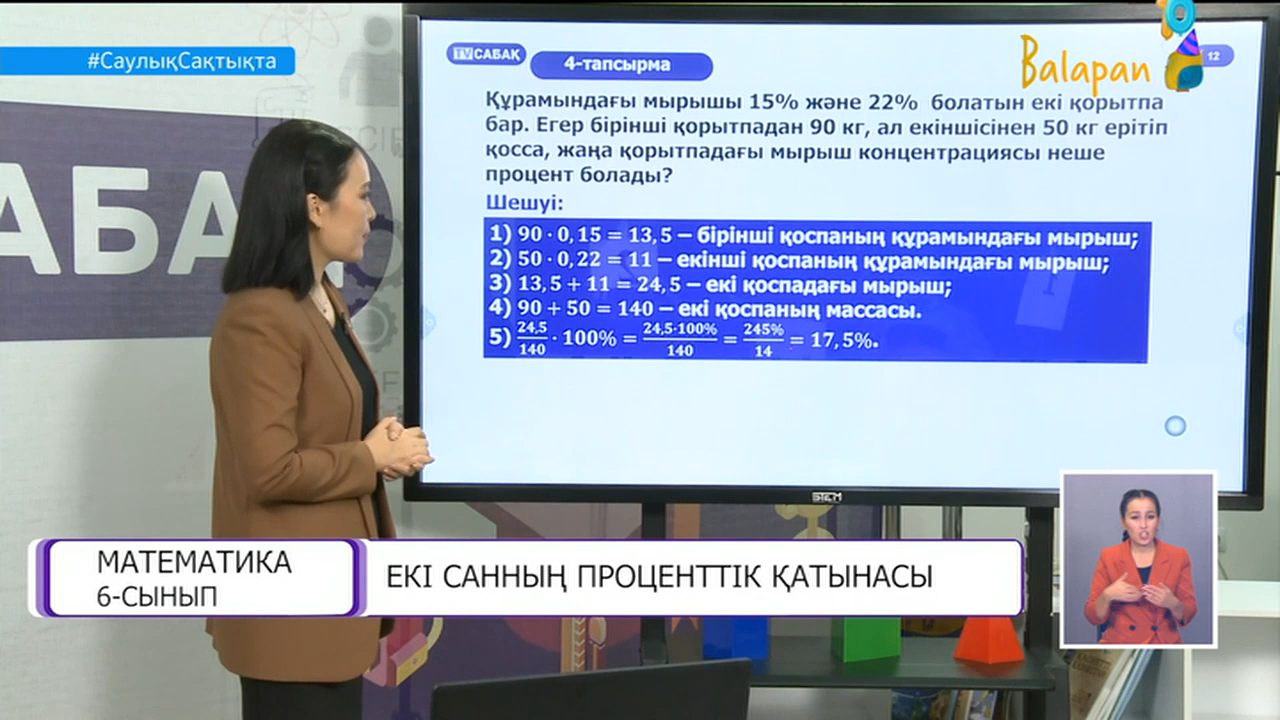 #СаулықСақтықта
АБА
TVСАБАҚ
4-тапсырма
Balapan
12
Құрамындағы мырышы 15% және 22% болатын екі қорытпа
бар. Егер бірінші қорытпадан 90 кг, ал екіншісінен 50 кг ерітіп
қосса, жаңа қорытпадағы мырыш концентрациясы неше
процент болады?
Шешуі:
1) 90 · 0, 15 = 13, 5 – бірінші қоспаның құрамындағы мырыш;
2) 50 · 0, 22 = 11 – екінші қоспаның құрамындағы мырыш;
3) 13, 5 + 11 = 24, 5 – екі қоспадағы мырыш;
4) 90 + 50 = 140 – екі қоспаның массасы.
5) 24,5/140 · 100% = 24,5·100%/140 = 245%/14 = 17, 5%.
STEM
МАТЕМАТИКА
6-СЫНЫП
ЕКІ САННЫҢ ПРОЦЕНТТІК ҚАТЫНАСЫ